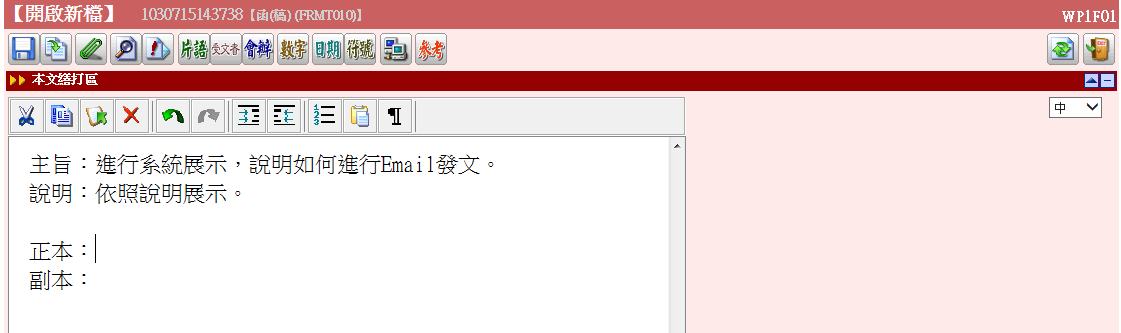 【開啟新檔】 1030715143738【函(稿) (FRMT010)】 WP1F01
片語 受文者 會辦 數字 日期 符號 參考
本文繕打區
中
主旨：進行系統展示，說明如何進行Email發文。
說明：依照說明展示。
正本：
副本：